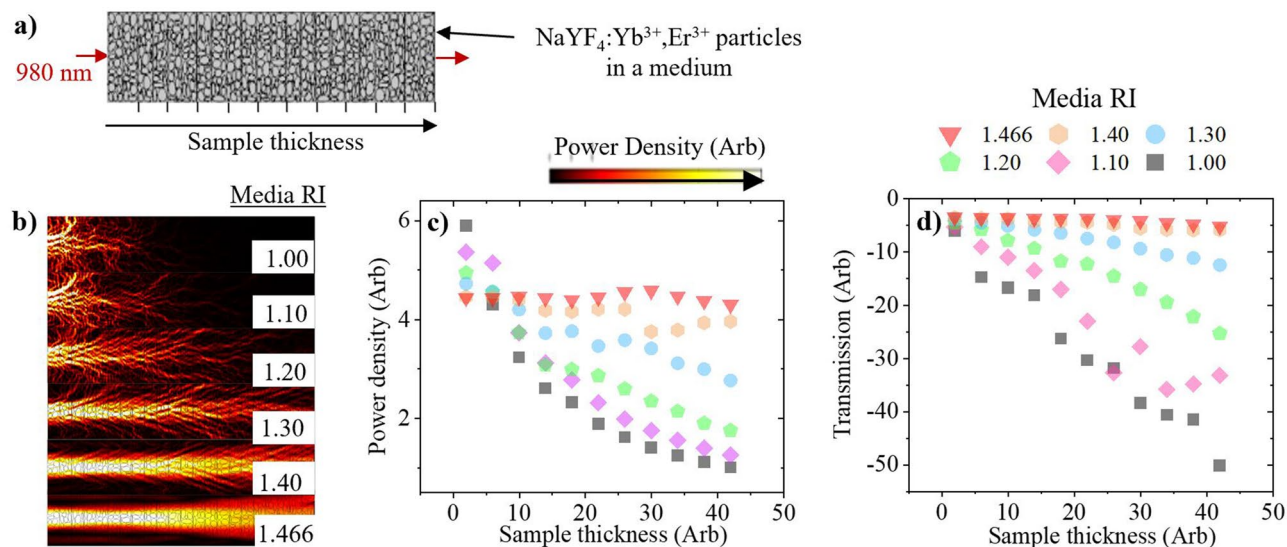 a)
980 nm
NaYF₄:Yb³⁺,Er³⁺ particles
in a medium
Sample thickness
Media RI
1.466
1.40
1.30
1.20
1.10
1.00
Power Density (Arb)
b)
Media RI
1.00
1.10
1.20
1.30
1.40
1.466
c)
6
4
2
Power density (Arb)
0
10
20
30
40
50
Sample thickness (Arb)
d)
0
-10
-20
-30
-40
-50
Transmission (Arb)
0
10
20
30
40
50
Sample thickness (Arb)